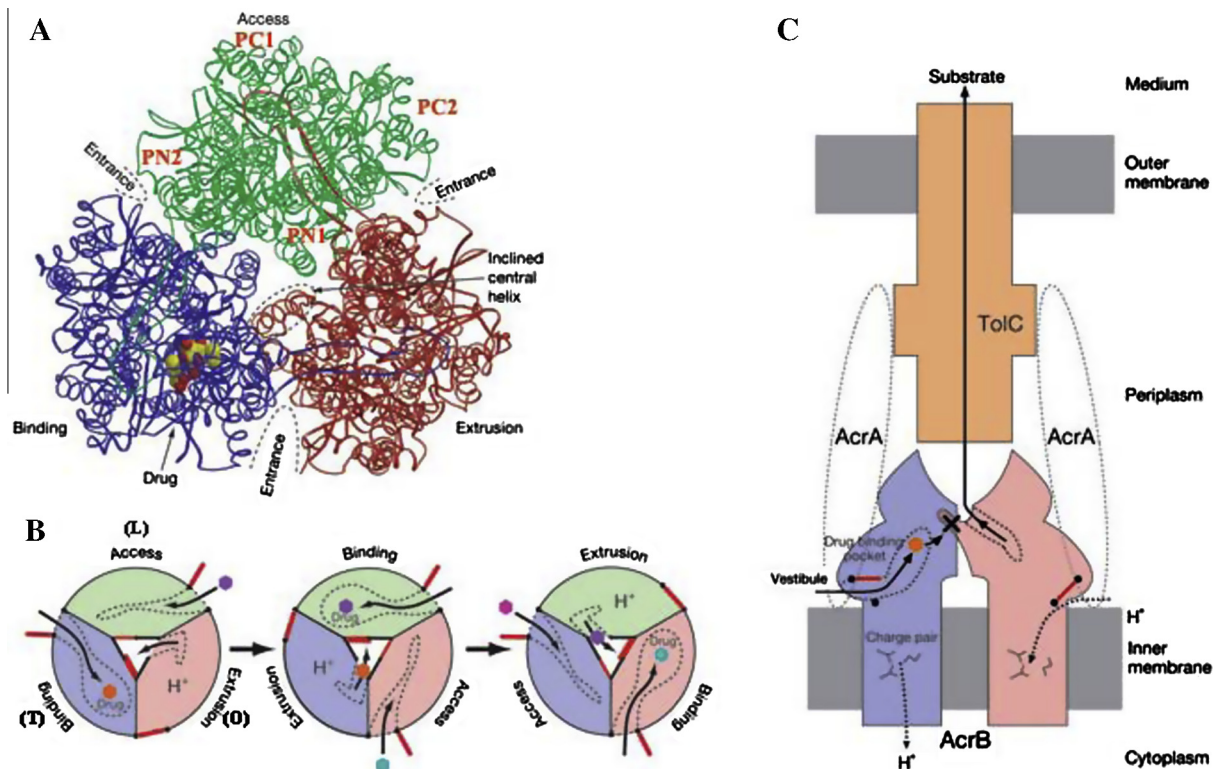 A
Access
PC1
PC2
PN2
Entrance
Entrance
PN1
Inclined
central
helix
Binding
Drug
Entrance
Extrusion
B
(L)
Access
Binding
(T)
Extrusion
(O)
Drug
H+
Binding
Extrusion
Access
Drug
H+
Extrusion
Access
Binding
H+
Drug
C
Substrate
Medium
Outer
membrane
TolC
Periplasm
AcrA
AcrA
Drug binding
pocket
Vestibule
H+
Charge pair
Inner
membrane
AcrB
H+
Cytoplasm